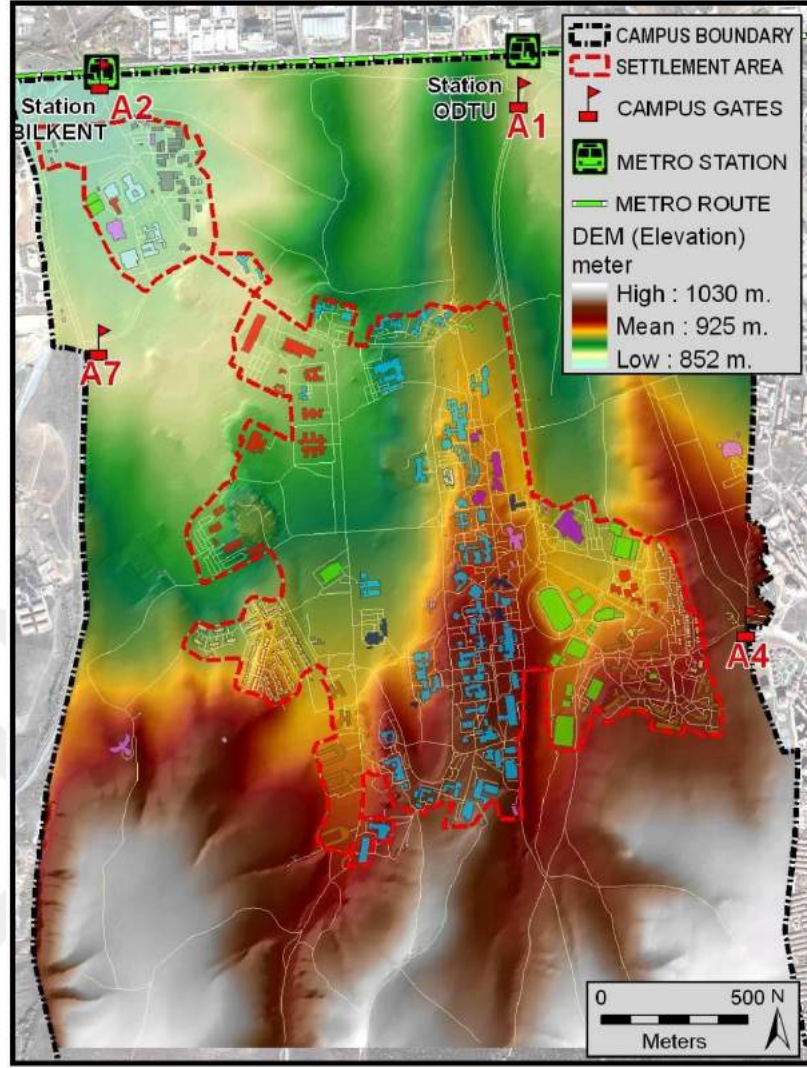 Station
BILKENT
A2
Station
ODTU
A1
A7
A4
CAMPUS BOUNDARY
SETTLEMENT AREA
CAMPUS GATES
METRO STATION
METRO ROUTE
DEM (Elevation)
meter
High : 1030 m.
Mean : 925 m.
Low : 852 m.
0 500 N
Meters